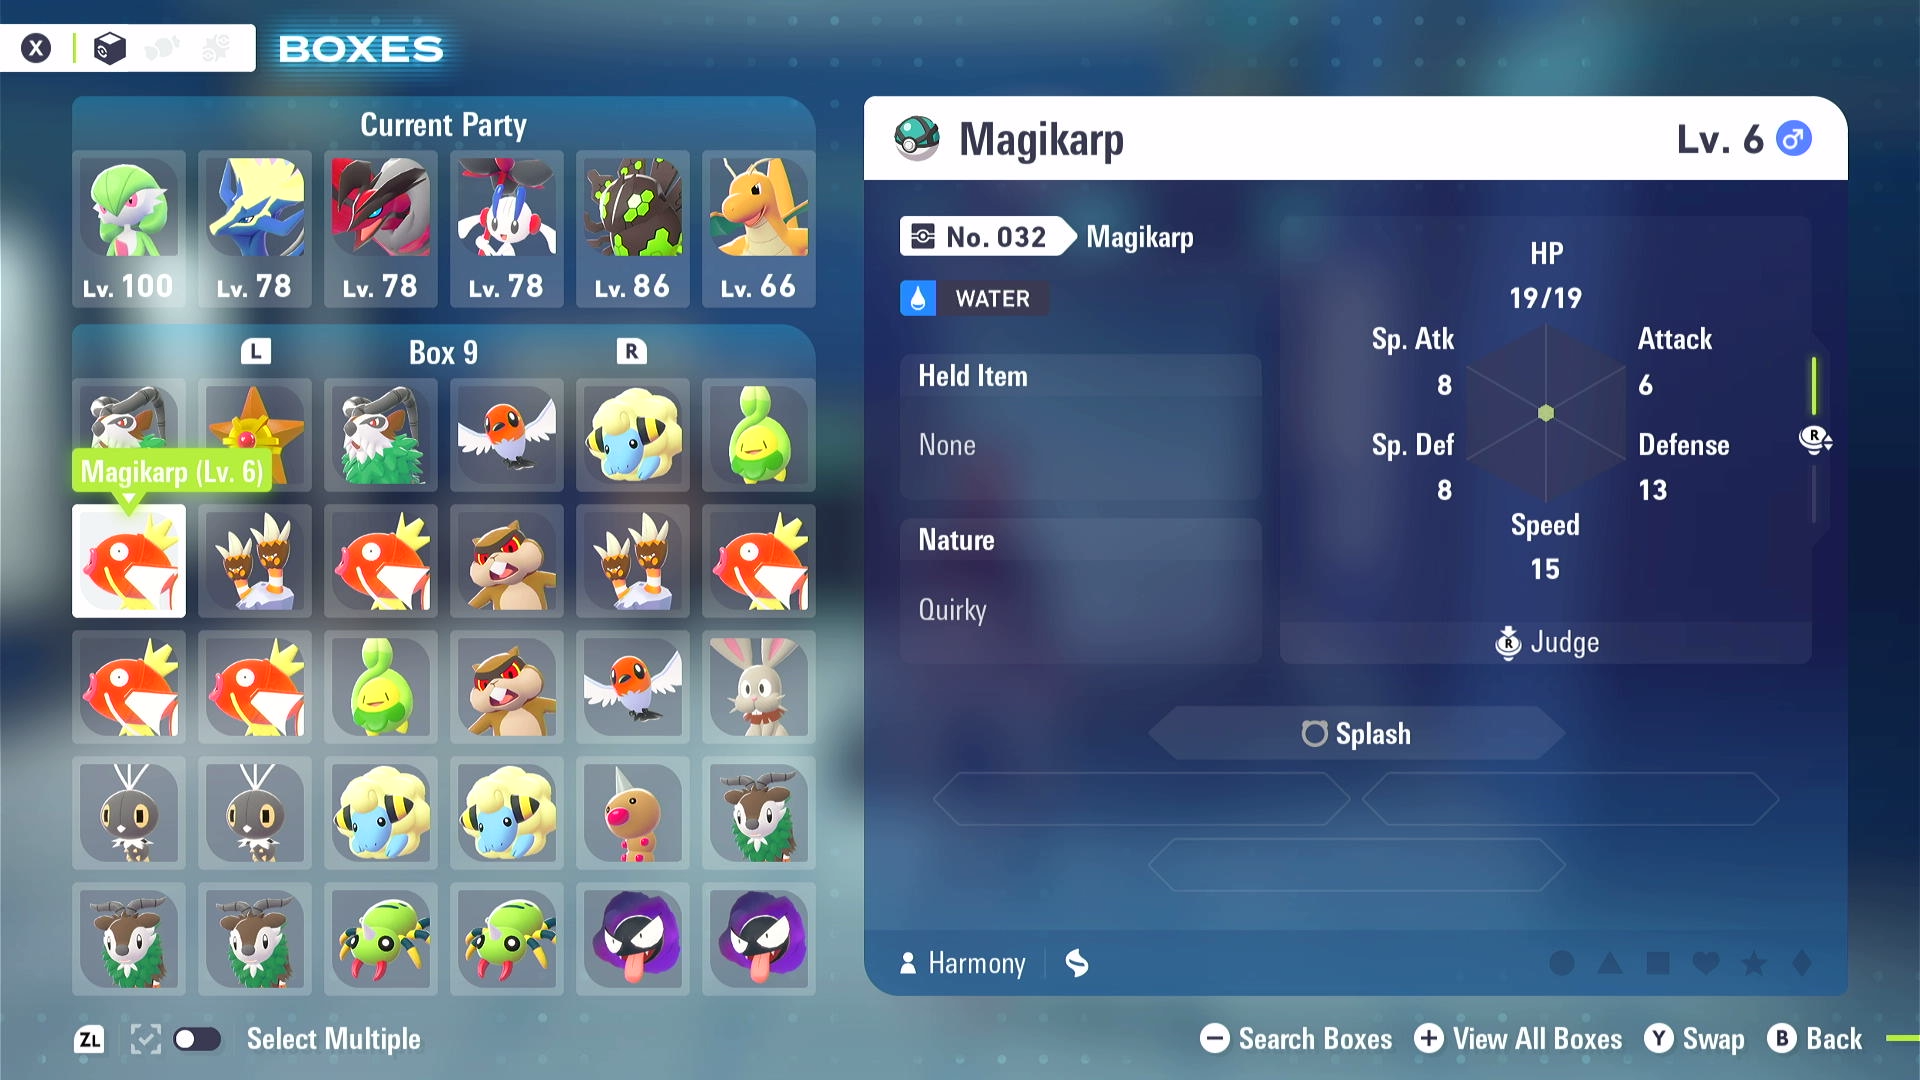 X BOXES
Current Party
Lv. 100 Lv. 78 Lv. 78 Lv. 78 Lv. 86 Lv. 66
L Box 9 R
Magikarp (Lv. 6)
ZL Select Multiple
Magikarp Lv. 6
No. 032 Magikarp
WATER
Held Item
None
Nature
Quirky
HP
19/19
Sp. Atk
8
Attack
6
Sp. Def
8
Defense
13
Speed
15
R
R Judge
Splash
Harmony
Search Boxes View All Boxes Y Swap B Back